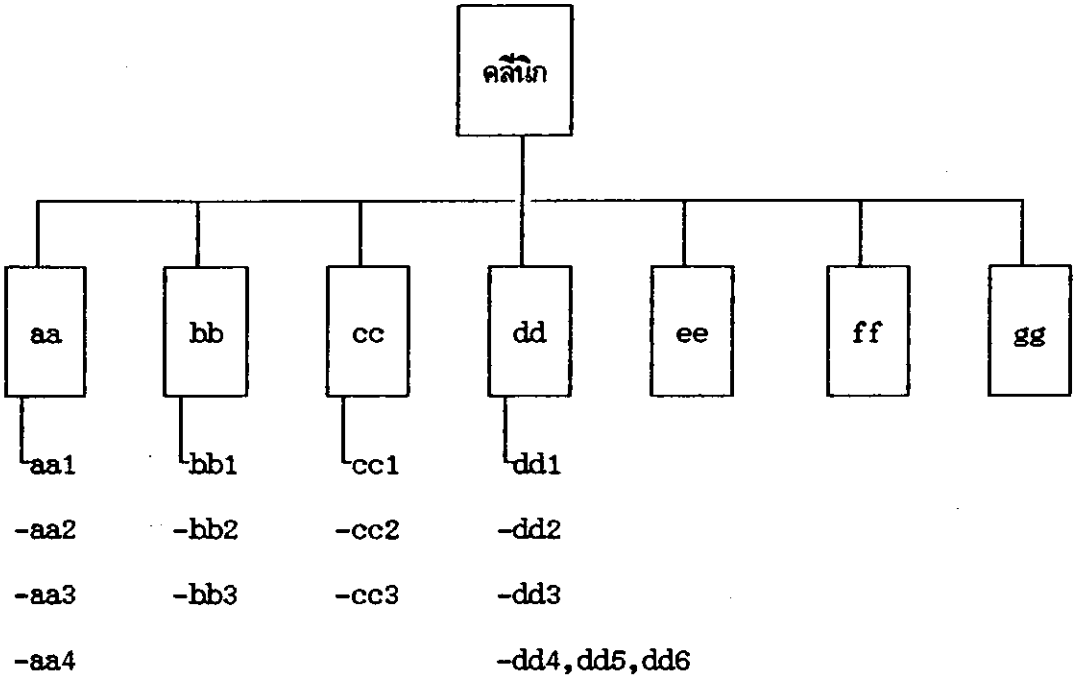 คลีนิก
aa bb cc dd ee ff gg
aa1 bb1 cc1 dd1
-aa2 -bb2 -cc2 -dd2
-aa3 -bb3 -cc3 -dd3
-aa4 -dd4,dd5,dd6